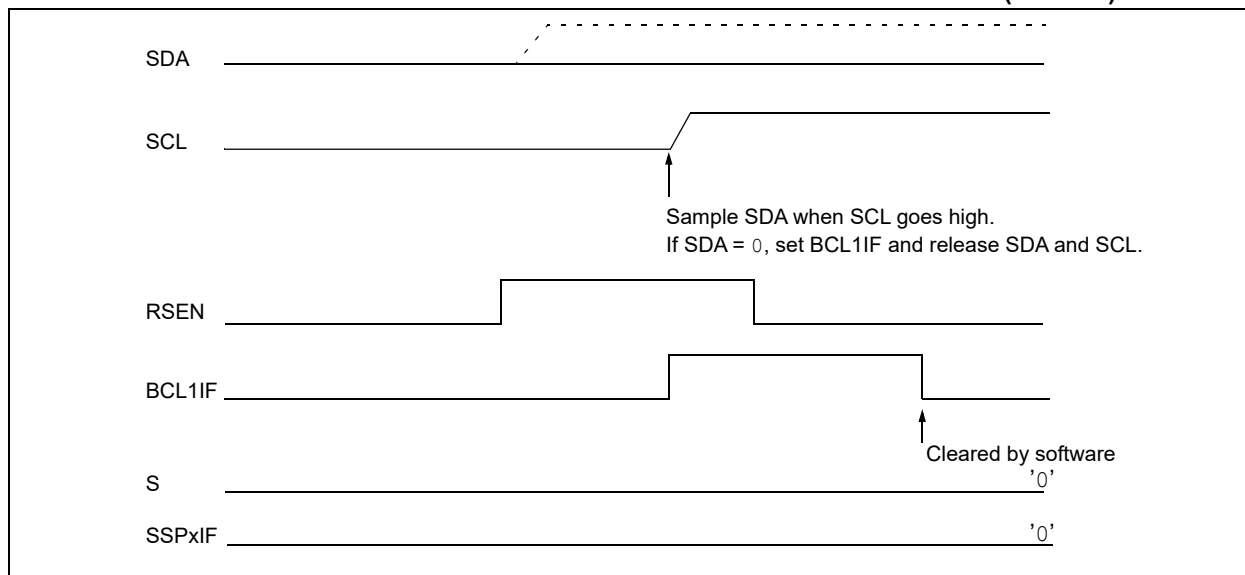 SDA
SCL
Sample SDA when SCL goes high.
If SDA = 0, set BCL1IF and release SDA and SCL.
RSEN
BCL1IF
Cleared by software
S
'0'
SSPxIF
'0'